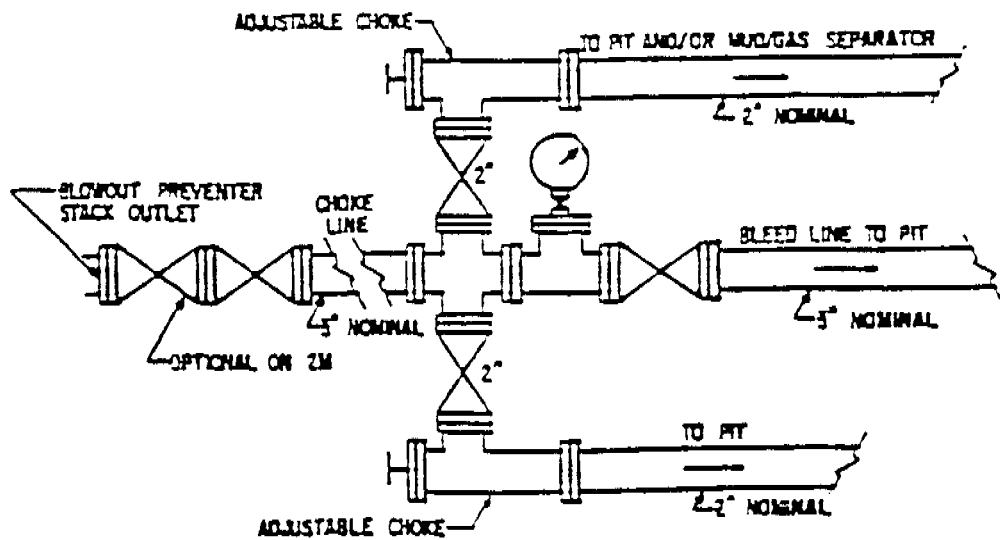 ADJUSTABLE CHOKE
TO PIT AND/OR MUD/GAS SEPARATOR
2" NOMINAL
2"
BLOWOUT PREVENTER
STACK OUTLET
CHOKE
LINE
BLEED LINE TO PIT
3" NOMINAL
3" NOMINAL
OPTIONAL ON 2M
2"
TO PIT
2" NOMINAL
ADJUSTABLE CHOKE